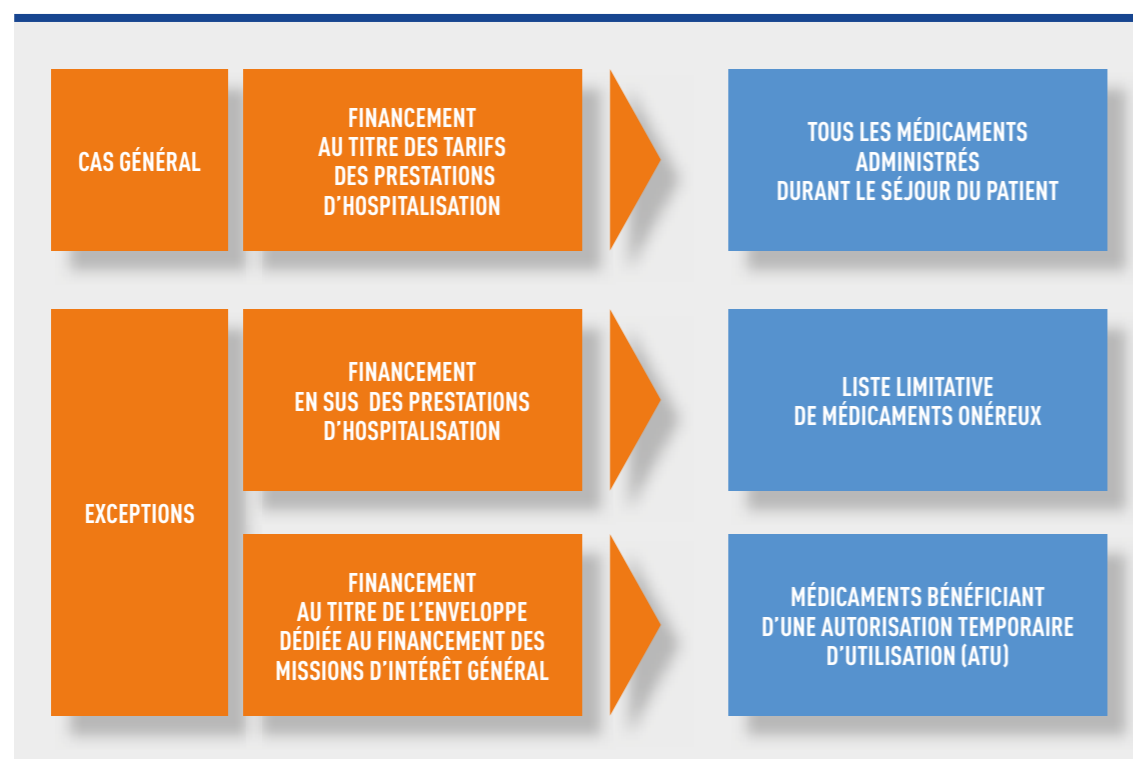 CAS GÉNÉRAL
FINANCEMENT
AU TITRE DES TARIFS
DES PRESTATIONS
D'HOSPITALISATION
TOUS LES MÉDICAMENTS
ADMINISTRÉS
DURANT LE SÉJOUR DU PATIENT
EXCEPTIONS
FINANCEMENT
EN SUS DES PRESTATIONS
D'HOSPITALISATION
LISTE LIMITATIVE
DE MÉDICAMENTS ONÉREUX
FINANCEMENT
AU TITRE DE L'ENVELOPPE
DÉDIÉE AU FINANCEMENT DES
MISSIONS D'INTÉRÊT GÉNÉRAL
MÉDICAMENTS BÉNÉFICIANT
D'UNE AUTORISATION TEMPORAIRE
D'UTILISATION (ATU)